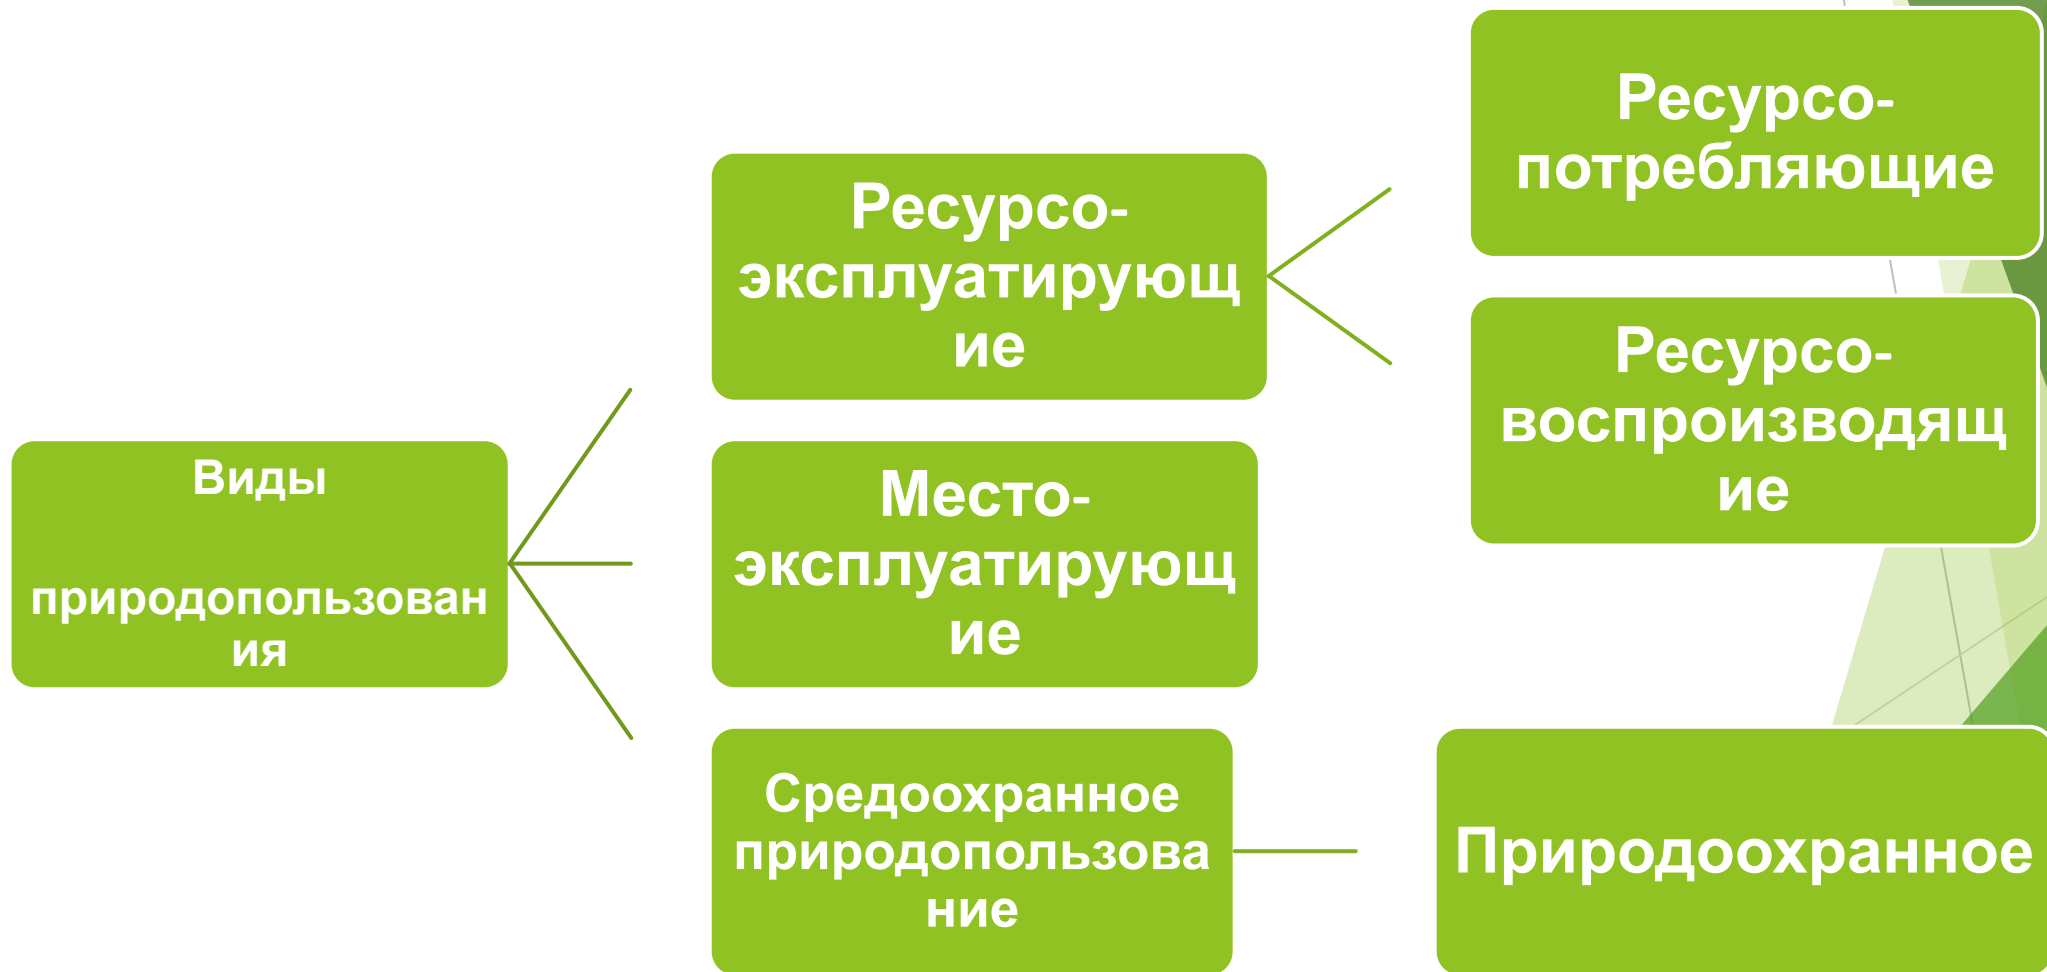 Виды
природопользован
ия
Ресурсо-
эксплуатирующ
ие
Место-
эксплуатирующ
ие
Средоохранное
природопользова
ние
Ресурсо-
потребляющие
Ресурсо-
воспроизводящ
ие
Природоохранное